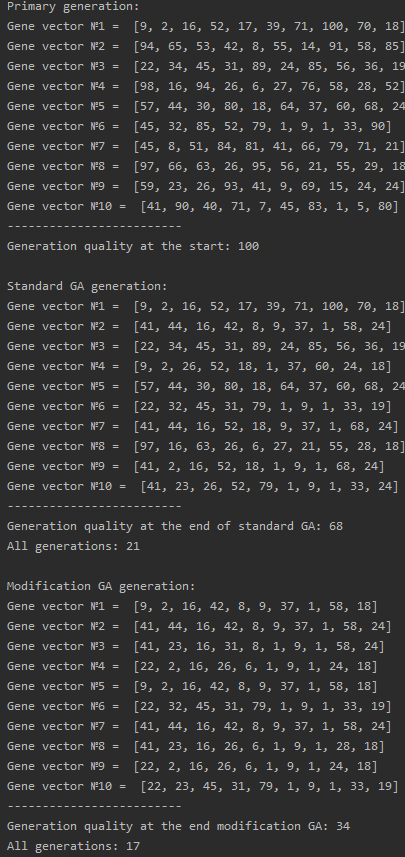 Primary generation:
Gene vector №1 =  [9, 2, 16, 52, 17, 39, 71, 100, 70, 18]
Gene vector №2 =  [94, 65, 53, 42, 8, 55, 14, 91, 58, 85]
Gene vector №3 =  [22, 34, 45, 31, 89, 24, 85, 56, 36, 19
Gene vector №4 =  [98, 16, 94, 26, 6, 27, 76, 58, 28, 52]
Gene vector №5 =  [57, 44, 30, 80, 18, 64, 37, 60, 68, 24
Gene vector №6 =  [45, 32, 85, 52, 79, 1, 9, 1, 33, 90]
Gene vector №7 =  [45, 8, 51, 84, 81, 41, 66, 79, 71, 21]
Gene vector №8 =  [97, 66, 63, 26, 95, 56, 21, 55, 29, 18
Gene vector №9 =  [59, 23, 26, 93, 41, 9, 69, 15, 24, 24]
Gene vector №10 =  [41, 90, 40, 71, 7, 45, 83, 1, 5, 80]
-------------------------
Generation quality at the start: 100
Standard GA generation:
Gene vector №1 =  [9, 2, 16, 52, 17, 39, 71, 100, 70, 18]
Gene vector №2 =  [41, 44, 16, 42, 8, 9, 37, 1, 58, 24]
Gene vector №3 =  [22, 34, 45, 31, 89, 24, 85, 56, 36, 19
Gene vector №4 =  [9, 2, 26, 52, 18, 1, 37, 60, 24, 18]
Gene vector №5 =  [57, 44, 30, 80, 18, 64, 37, 60, 68, 24
Gene vector №6 =  [22, 32, 45, 31, 79, 1, 9, 1, 33, 19]
Gene vector №7 =  [41, 44, 16, 52, 18, 9, 37, 1, 68, 24]
Gene vector №8 =  [97, 16, 63, 26, 6, 27, 21, 55, 28, 18]
Gene vector №9 =  [41, 2, 16, 52, 18, 1, 9, 1, 68, 24]
Gene vector №10 =  [41, 23, 26, 52, 79, 1, 9, 1, 33, 24]
-------------------------
Generation quality at the end of standard GA: 68
All generations: 21
Modification GA generation:
Gene vector №1 =  [9, 2, 16, 42, 8, 9, 37, 1, 58, 18]
Gene vector №2 =  [41, 44, 16, 42, 8, 9, 37, 1, 58, 24]
Gene vector №3 =  [41, 23, 16, 31, 8, 1, 9, 1, 58, 24]
Gene vector №4 =  [22, 2, 16, 26, 6, 1, 9, 1, 24, 18]
Gene vector №5 =  [9, 2, 16, 42, 8, 9, 37, 1, 58, 18]
Gene vector №6 =  [22, 32, 45, 31, 79, 1, 9, 1, 33, 19]
Gene vector №7 =  [41, 44, 16, 42, 8, 9, 37, 1, 58, 24]
Gene vector №8 =  [41, 23, 16, 26, 6, 1, 9, 1, 28, 18]
Gene vector №9 =  [22, 2, 16, 26, 6, 1, 9, 1, 24, 18]
Gene vector №10 =  [22, 23, 45, 31, 79, 1, 9, 1, 33, 19]
-------------------------
Generation quality at the end modification GA: 34
All generations: 17